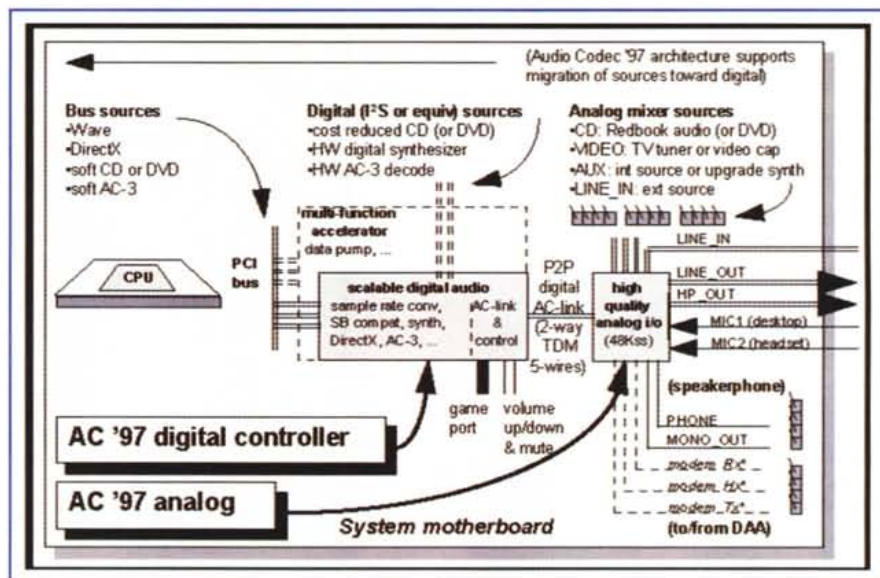 (Audio Codec '97 architecture supports
migration of sources toward digital)
Bus sources
•Wave
•DirectX
•soft CD or DVD
•soft AC-3
Digital (I²S or equiv) sources
•cost reduced CD (or DVD)
•HW digital synthesizer
•HW AC-3 decode
Analog mixer sources
•CD: Redbook audio (or DVD)
•VIDEO: TV tuner or video cap
•AUX: int source or upgrade synth
•LINE_IN: ext source
multi-function
accelerator
data pump, ...
CPU
PCI
bus
scalable digital audio
sample rate conv,
SB compat, synth,
DirectX, AC-3, ...
AC-link
&
control
P2P
digital
AC-link
(2-way
TDM
5-wires)
high
quality
analog i/o
(48Kss)
LINE_IN
LINE_OUT
HP_OUT
MIC1 (desktop)
MIC2 (headset)
(speakerphone)
PHONE
MONO_OUT
modem_Rx*
modem_Hx*
modem_Tx*
(to/from DAA)
game
port
volume
up/down
& mute
AC '97 digital controller
AC '97 analog
System motherboard